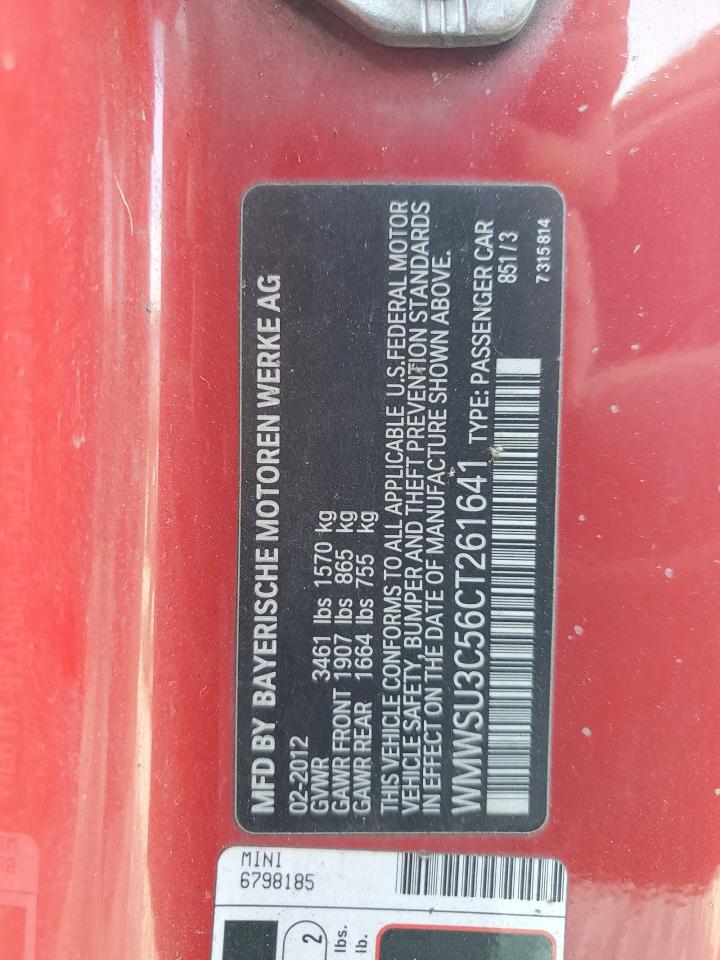 MFD BY BAYERISCHE MOTOREN WERKE AG
02-2012
GVWR 3461 lbs 1570 kg
GAWR FRONT 1907 lbs 865 kg
GAWR REAR 1664 lbs 755 kg
THIS VEHICLE CONFORMS TO ALL APPLICABLE U.S.FEDERAL MOTOR
VEHICLE SAFETY, BUMPER AND THEFT PREVENTION STANDARDS
IN EFFECT ON THE DATE OF MANUFACTURE SHOWN ABOVE.
WMWSU3C56CT261641 TYPE: PASSENGER CAR
851 / 3
7 315 814
MINI
6798185
2
lbs.
lb.